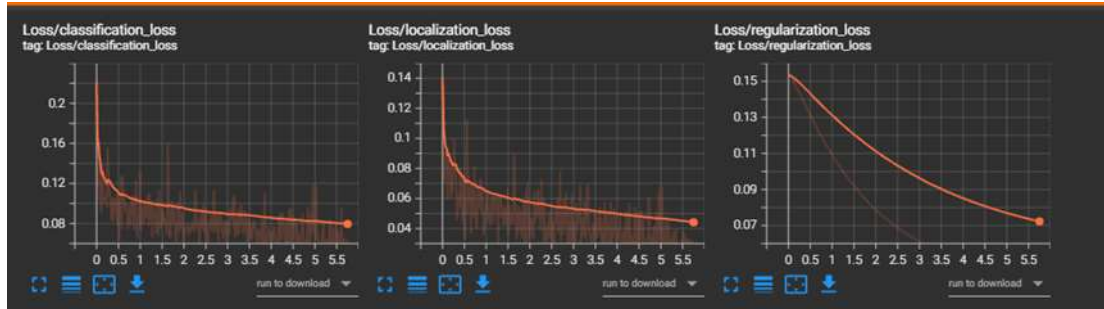 Loss/classification_loss
tag: Loss/classification_loss
0.2
0.16
0.12
0.08
0 0.5 1 1.5 2 2.5 3 3.5 4 4.5 5 5.5
run to download
Loss/localization_loss
tag: Loss/localization_loss
0.14
0.12
0.1
0.08
0.06
0.04
0 0.5 1 1.5 2 2.5 3 3.5 4 4.5 5 5.5
run to download
Loss/regularization_loss
tag: Loss/regularization_loss
0.15
0.13
0.11
0.09
0.07
0 0.5 1 1.5 2 2.5 3 3.5 4 4.5 5 5.5
run to download